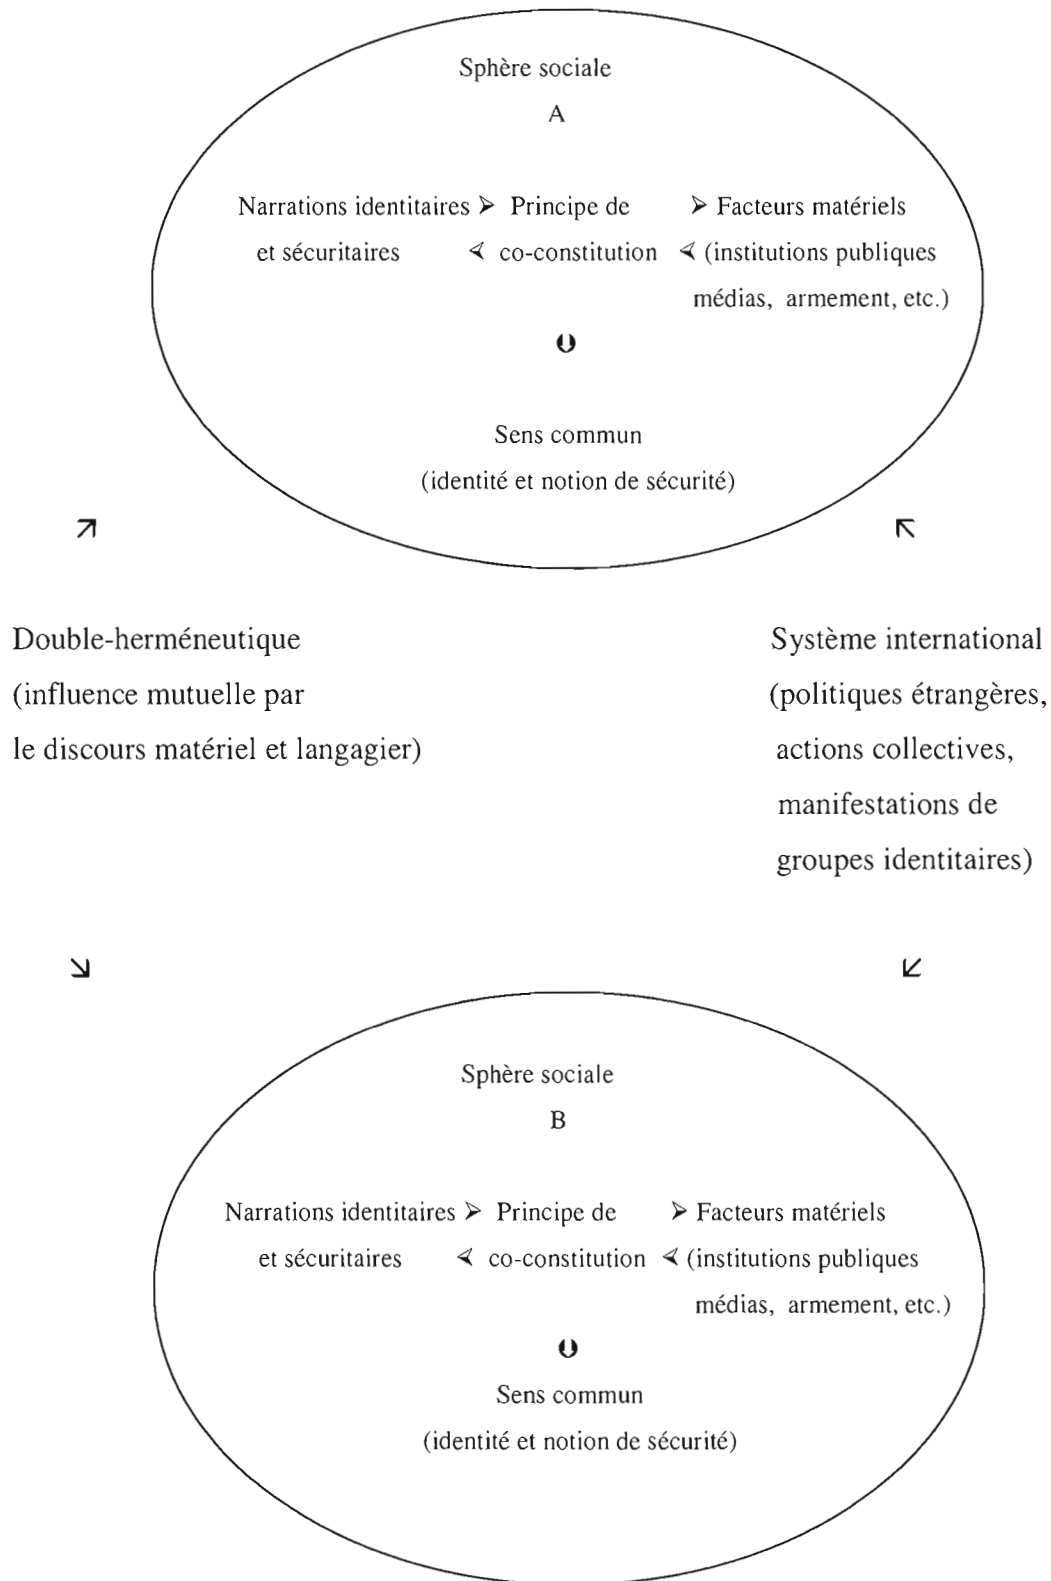 Sphère sociale
A
Narrations identitaires ➢ Principe de ➢ Facteurs matériels
et sécuritaires ⮘ co-constitution ⮘ (institutions publiques
médias, armement, etc.)
Sens commun
(identité et notion de sécurité)
Double-herméneutique
(influence mutuelle par
le discours matériel et langagier)
Système international
(politiques étrangères,
actions collectives,
manifestations de
groupes identitaires)
Sphère sociale
B
Narrations identitaires ➢ Principe de ➢ Facteurs matériels
et sécuritaires ⮘ co-constitution ⮘ (institutions publiques
médias, armement, etc.)
Sens commun
(identité et notion de sécurité)